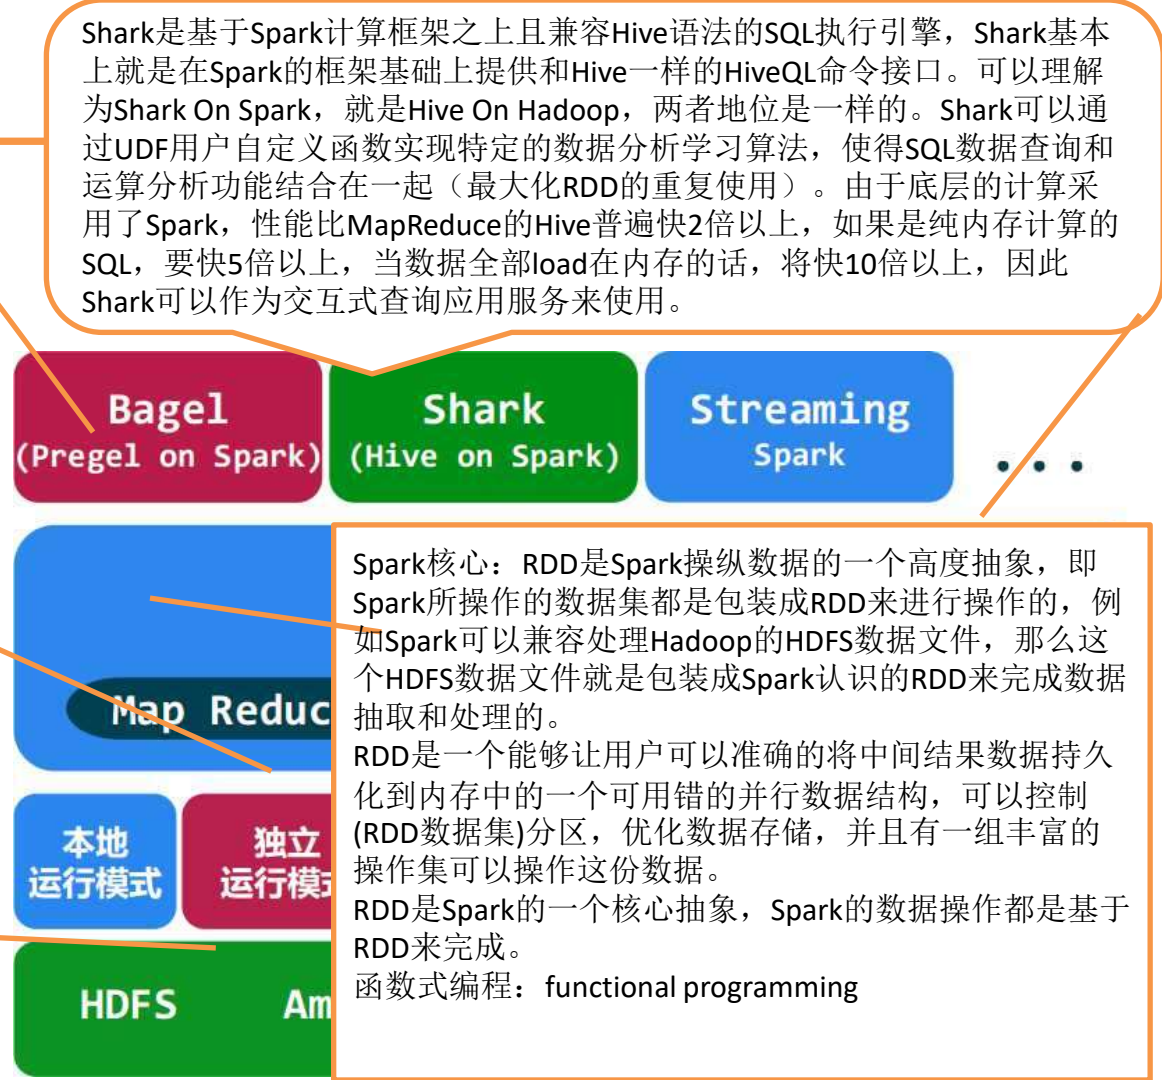 Shark是基于Spark计算框架之上且兼容Hive语法的SQL执行引擎，Shark基本
上就是在Spark的框架基础上提供和Hive一样的HiveQL命令接口。可以理解
为Shark On Spark，就是Hive On Hadoop，两者地位是一样的。Shark可以通
过UDF用户自定义函数实现特定的数据分析学习算法，使得SQL数据查询和
运算分析功能结合在一起（最大化RDD的重复使用）。由于底层的计算采
用了Spark，性能比MapReduce的Hive普遍快2倍以上，如果是纯内存计算的
SQL，要快5倍以上，当数据全部load在内存的话，将快10倍以上，因此
Shark可以作为交互式查询应用服务来使用。
Bagel
(Pregel on Spark)
Shark
(Hive on Spark)
Streaming
Spark
...
Spark核心：RDD是Spark操纵数据的一个高度抽象，即
Spark所操作的数据集都是包装成RDD来进行操作的，例
如Spark可以兼容处理Hadoop的HDFS数据文件，那么这
个HDFS数据文件就是包装成Spark认识的RDD来完成数据
抽取和处理的。
RDD是一个能够让用户可以准确的将中间结果数据持久
化到内存中的一个可用错的并行数据结构，可以控制
(RDD数据集)分区，优化数据存储，并且有一组丰富的
操作集可以操作这份数据。
RDD是Spark的一个核心抽象，Spark的数据操作都是基于
RDD来完成。
函数式编程：functional programming
Map Reduc
本地
运行模式
独立
运行模
HDFS
Am